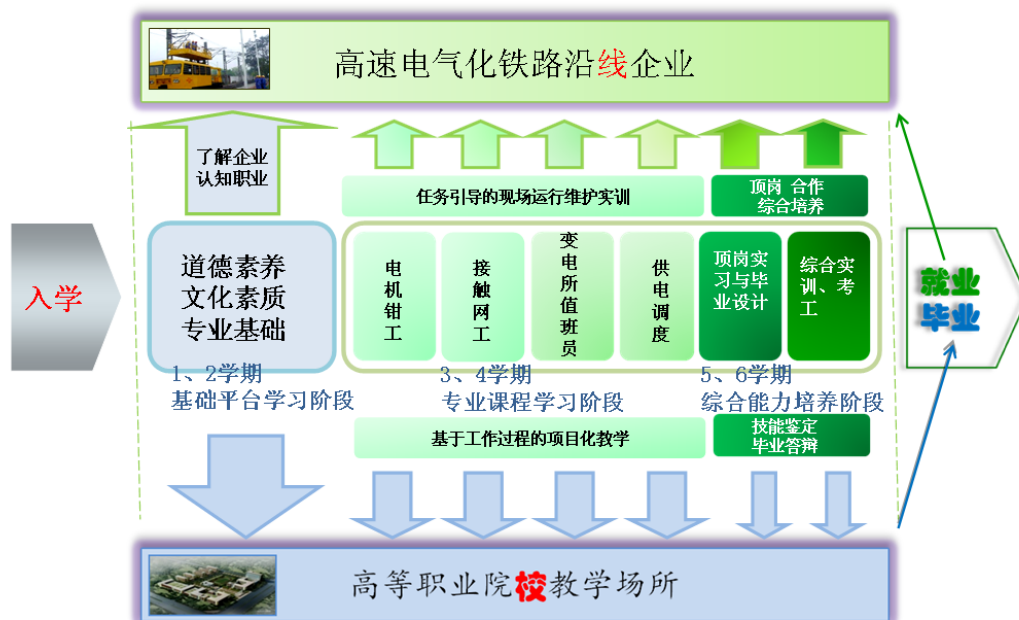 高速电气化铁路沿线企业
了解企业
认知职业
任务引导的现场运行维护实训
顶岗 合作
综合培养
入学
道德素养
文化素质
专业基础
电机钳工
接触网工
变电所值班员
供电调度
顶岗实
习与毕
业设计
综合实
训、考
工
就业
毕业
1、2学期
基础平台学习阶段
3、4学期
专业课程学习阶段
5、6学期
综合能力培养阶段
基于工作过程的项目化教学
技能鉴定
毕业答辩
高等职业院校教学场所